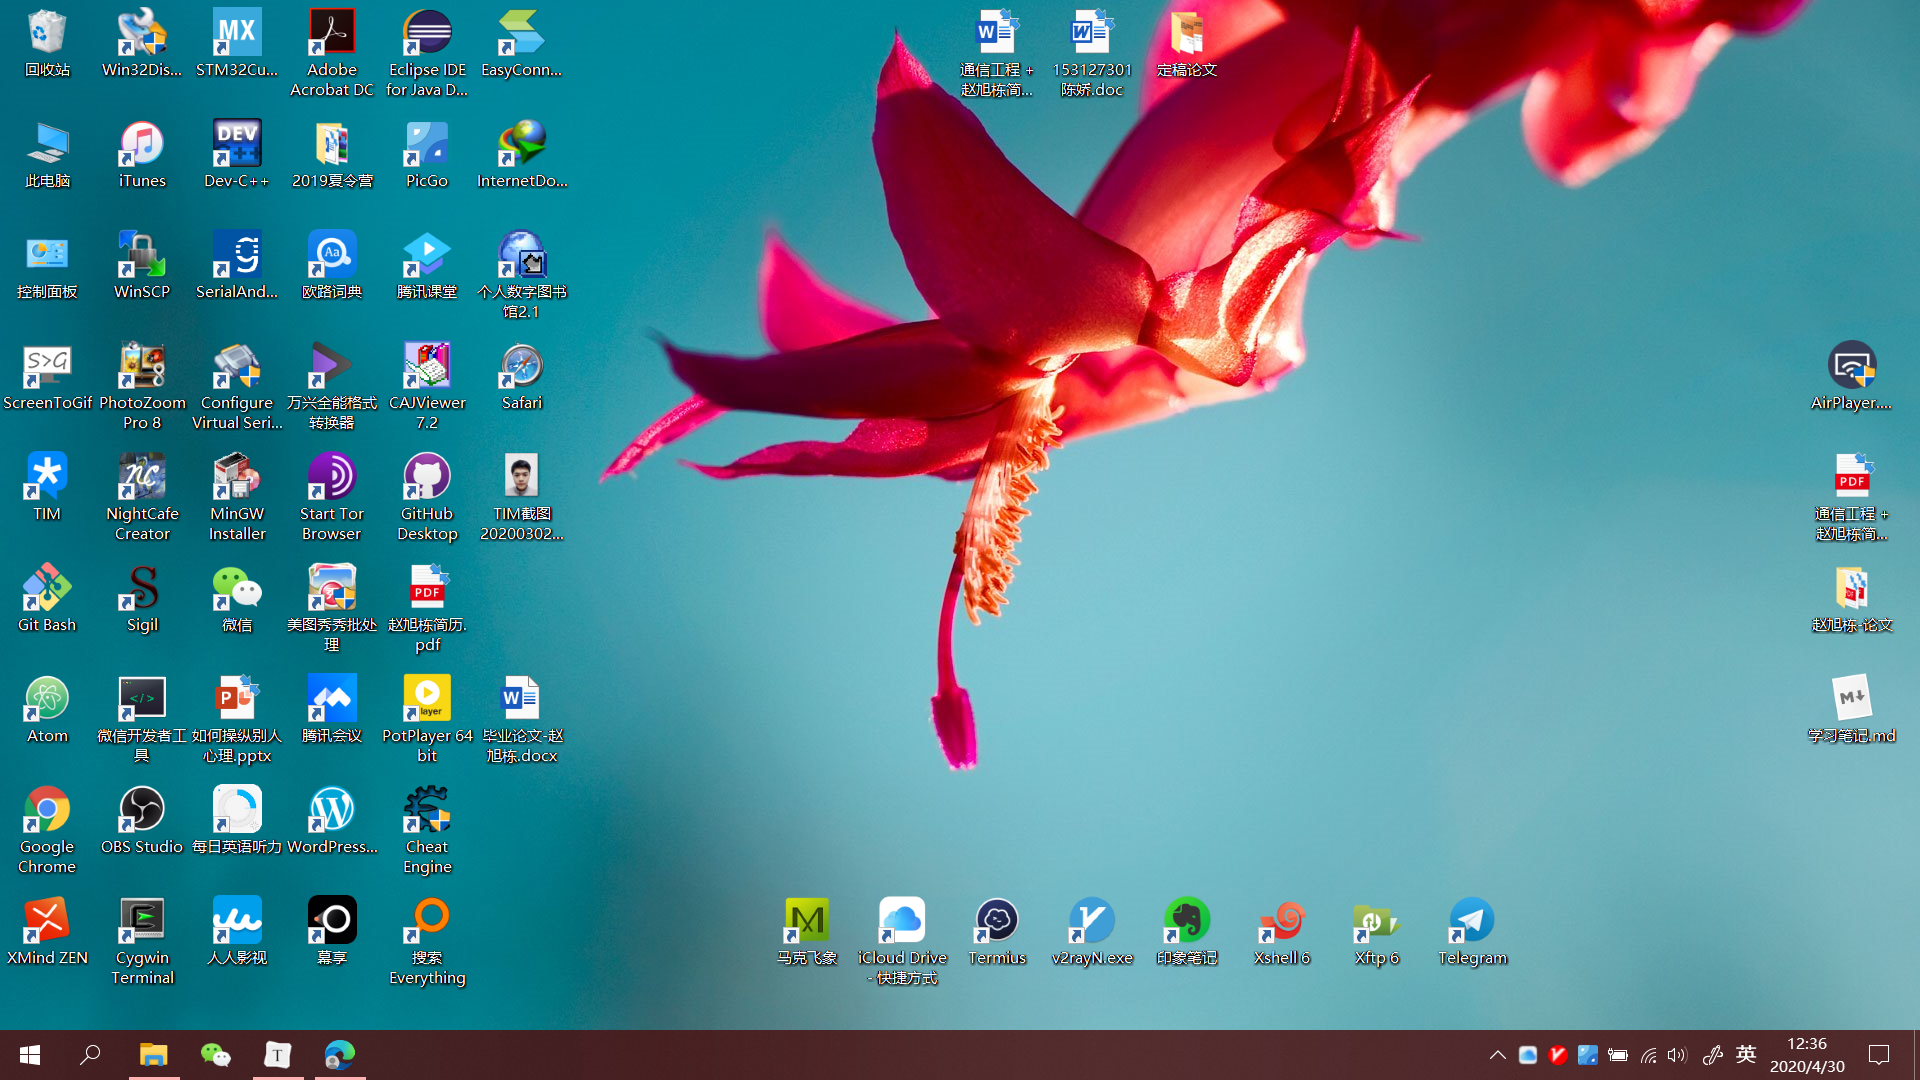 回收站
Win32Dis...
STM32Cu...
Adobe
Acrobat DC
Eclipse IDE
for Java D...
EasyConn...
通信工程 +
赵旭栋简...
153127301
陈娇.doc
定稿论文
此电脑
iTunes
Dev-C++
2019夏令营
PicGo
InternetDo...
控制面板
WinSCP
SerialAnd...
欧路词典
腾讯课堂
个人数字图书
馆2.1
ScreenToGif
PhotoZoom
Pro 8
Configure
Virtual Seri...
万兴全能格式
转换器
CAJViewer
7.2
Safari
AirPlayer....
TIM
NightCafe
Creator
MinGW
Installer
Start Tor
Browser
GitHub
Desktop
TIM截图
20200302...
通信工程 +
赵旭栋简...
Git Bash
Sigil
微信
美图秀秀批处
理
赵旭栋简历.
pdf
赵旭栋-论文
Atom
微信开发者工
具
如何操纵别人
心理.pptx
腾讯会议
PotPlayer 64
bit
毕业论文-赵
旭栋.docx
学习笔记.md
Google
Chrome
OBS Studio
每日英语听力
WordPress...
Cheat
Engine
XMind ZEN
Cygwin
Terminal
人人影视
幕享
搜索
Everything
马克飞象
iCloud Drive
- 快捷方式
Termius
v2rayN.exe
印象笔记
Xshell 6
Xftp 6
Telegram
英
12:36
2020/4/30